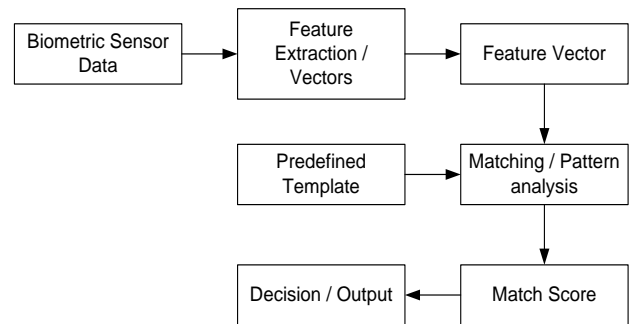 Biometric Sensor
Data
Feature
Extraction /
Vectors
Feature Vector
Predefined
Template
Matching / Pattern
analysis
Decision / Output
Match Score